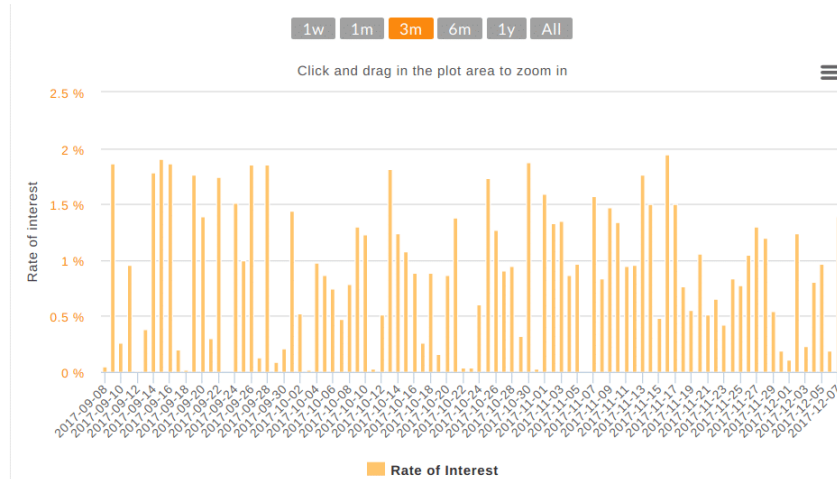 1w 1m 3m 6m 1y All
Click and drag in the plot area to zoom in
2.5 %
2 %
1.5 %
1 %
0.5 %
0 %
Rate of interest
2017-09-08 2017-09-10 2017-09-12 2017-09-14 2017-09-16 2017-09-18 2017-09-20 2017-09-22 2017-09-24 2017-09-26 2017-09-28 2017-09-30 2017-10-02 2017-10-04 2017-10-06 2017-10-08 2017-10-10 2017-10-12 2017-10-14 2017-10-16 2017-10-18 2017-10-20 2017-10-22 2017-10-24 2017-10-26 2017-10-28 2017-10-30 2017-11-01 2017-11-03 2017-11-05 2017-11-07 2017-11-09 2017-11-11 2017-11-13 2017-11-15 2017-11-17 2017-11-19 2017-11-21 2017-11-23 2017-11-25 2017-11-27 2017-11-29 2017-12-01 2017-12-03 2017-12-05 2017-12-07
Rate of Interest